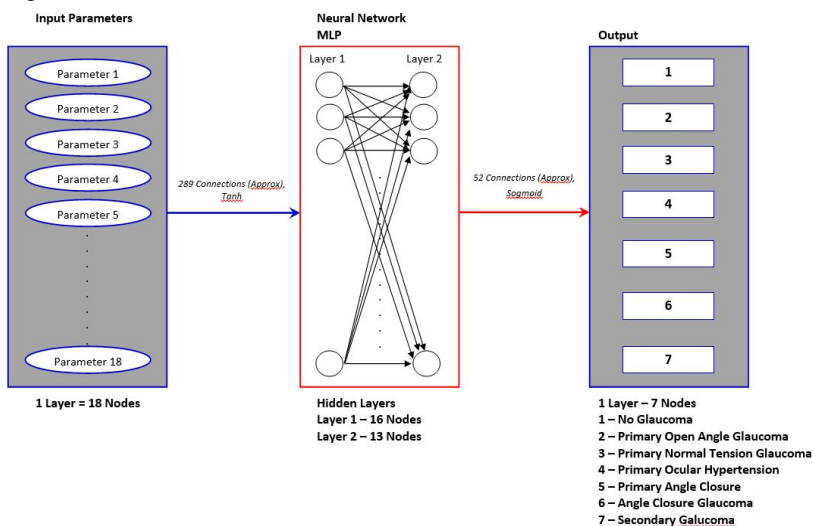 Input Parameters
Parameter 1
Parameter 2
Parameter 3
Parameter 4
Parameter 5
Parameter 18
1 Layer = 18 Nodes
289 Connections (Approx),
Tanh
Neural Network
MLP
Layer 1
Layer 2
Hidden Layers
Layer 1 – 16 Nodes
Layer 2 – 13 Nodes
52 Connections (Approx),
Sogmoid
Output
1
2
3
4
5
6
7
1 Layer – 7 Nodes
1 – No Glaucoma
2 – Primary Open Angle Glaucoma
3 – Primary Normal Tension Glaucoma
4 – Primary Ocular Hypertension
5 – Primary Angle Closure
6 – Angle Closure Glaucoma
7 – Secondary Galucoma